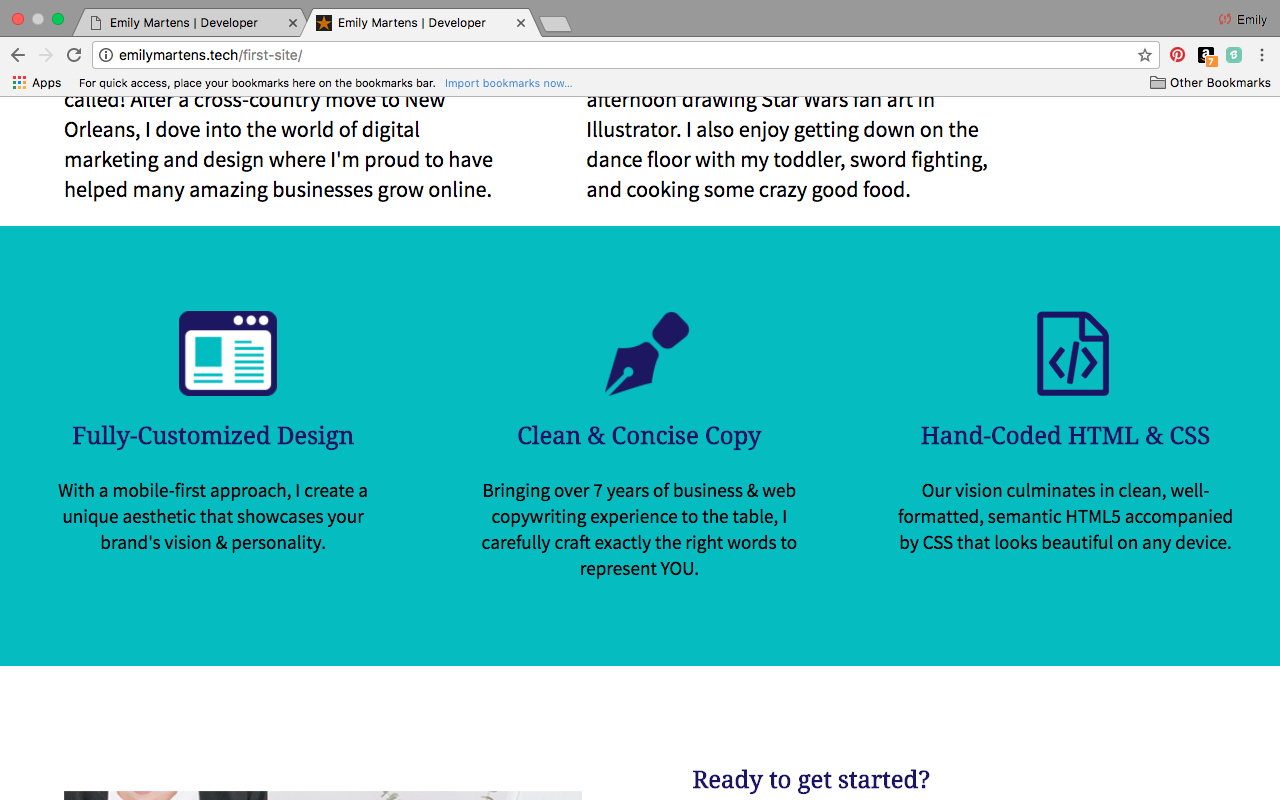 Emily Martens | Developer
Emily Martens | Developer
Emily
emilymartens.tech/first-site/
7
Apps
For quick access, place your bookmarks here on the bookmarks bar. Import bookmarks now...
Other Bookmarks
called! After a cross-country move to New
Orleans, I dove into the world of digital
marketing and design where I'm proud to have
helped many amazing businesses grow online.
afternoon drawing Star Wars fan art in
Illustrator. I also enjoy getting down on the
dance floor with my toddler, sword fighting,
and cooking some crazy good food.
Fully-Customized Design
With a mobile-first approach, I create a
unique aesthetic that showcases your
brand's vision & personality.
Clean & Concise Copy
Bringing over 7 years of business & web
copywriting experience to the table, I
carefully craft exactly the right words to
represent YOU.
Hand-Coded HTML & CSS
Our vision culminates in clean, well-
formatted, semantic HTML5 accompanied
by CSS that looks beautiful on any device.
Ready to get started?